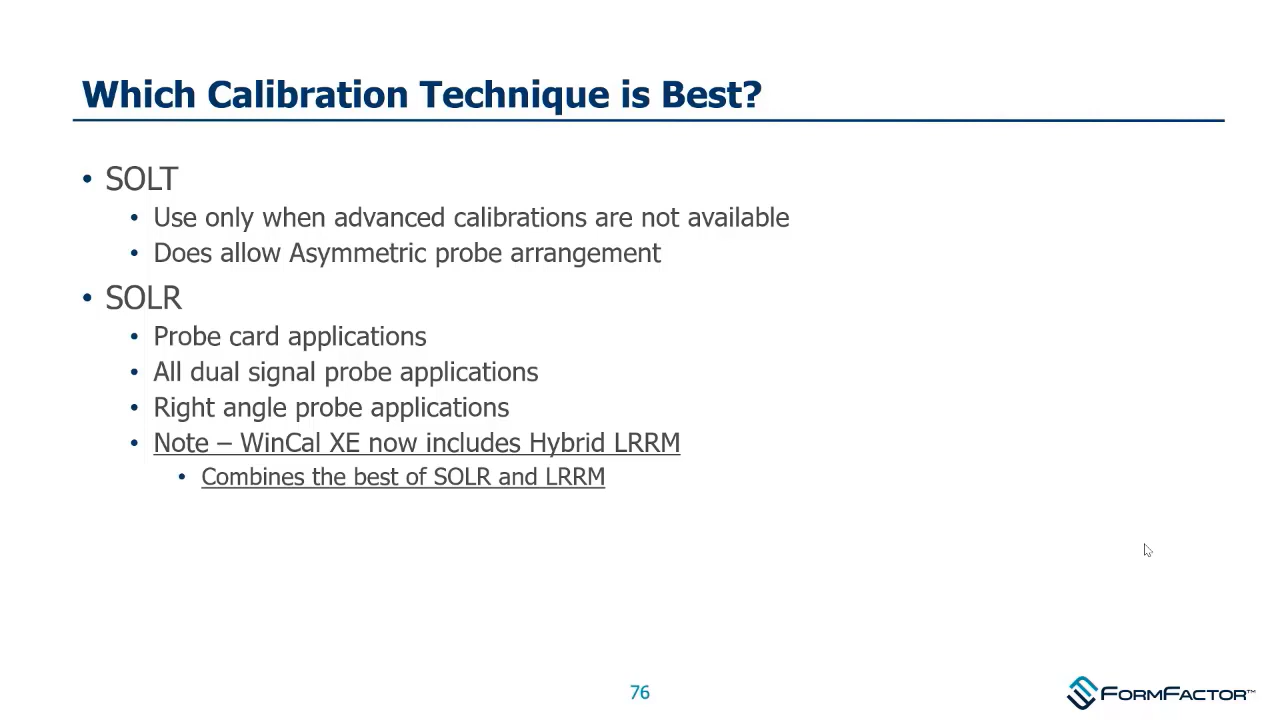 Which Calibration Technique is Best?
• SOLT
• Use only when advanced calibrations are not available
• Does allow Asymmetric probe arrangement
• SOLR
• Probe card applications
• All dual signal probe applications
• Right angle probe applications
• Note – WinCal XE now includes Hybrid LRRM
• Combines the best of SOLR and LRRM
76
FORMFACTOR™